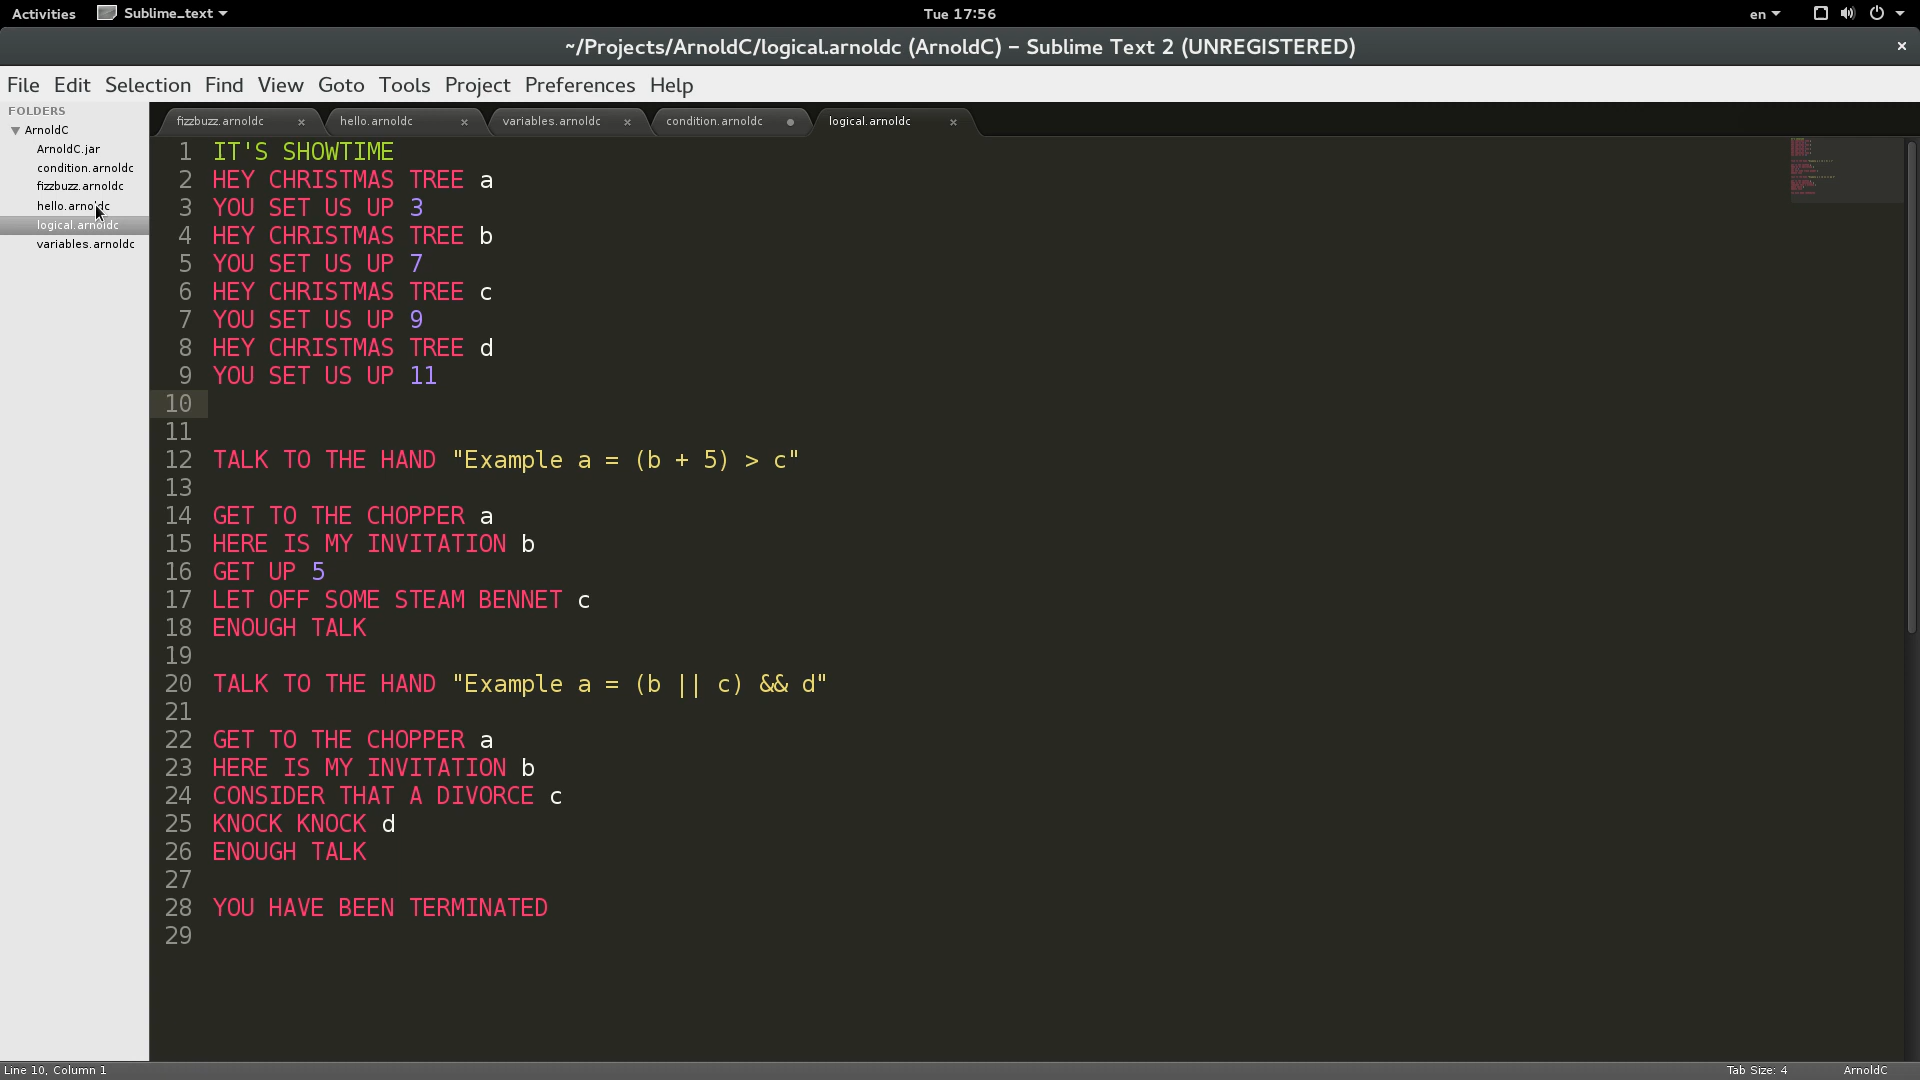 Activities Sublime_text Tue 17:56 en
~/Projects/ArnoldC/logical.arnoldc (ArnoldC) – Sublime Text 2 (UNREGISTERED) ×
File Edit Selection Find View Goto Tools Project Preferences Help
FOLDERS
ArnoldC
ArnoldC.jar
condition.arnoldc
fizzbuzz.arnoldc
hello.arnoldc
logical.arnoldc
variables.arnoldc
fizzbuzz.arnoldc × hello.arnoldc × variables.arnoldc × condition.arnoldc logical.arnoldc ×
1 IT'S SHOWTIME
2 HEY CHRISTMAS TREE a
3 YOU SET US UP 3
4 HEY CHRISTMAS TREE b
5 YOU SET US UP 7
6 HEY CHRISTMAS TREE c
7 YOU SET US UP 9
8 HEY CHRISTMAS TREE d
9 YOU SET US UP 11
10
11
12 TALK TO THE HAND "Example a = (b + 5) > c"
13
14 GET TO THE CHOPPER a
15 HERE IS MY INVITATION b
16 GET UP 5
17 LET OFF SOME STEAM BENNET c
18 ENOUGH TALK
19
20 TALK TO THE HAND "Example a = (b || c) && d"
21
22 GET TO THE CHOPPER a
23 HERE IS MY INVITATION b
24 CONSIDER THAT A DIVORCE c
25 KNOCK KNOCK d
26 ENOUGH TALK
27
28 YOU HAVE BEEN TERMINATED
29
Line 10, Column 1 Tab Size: 4 ArnoldC